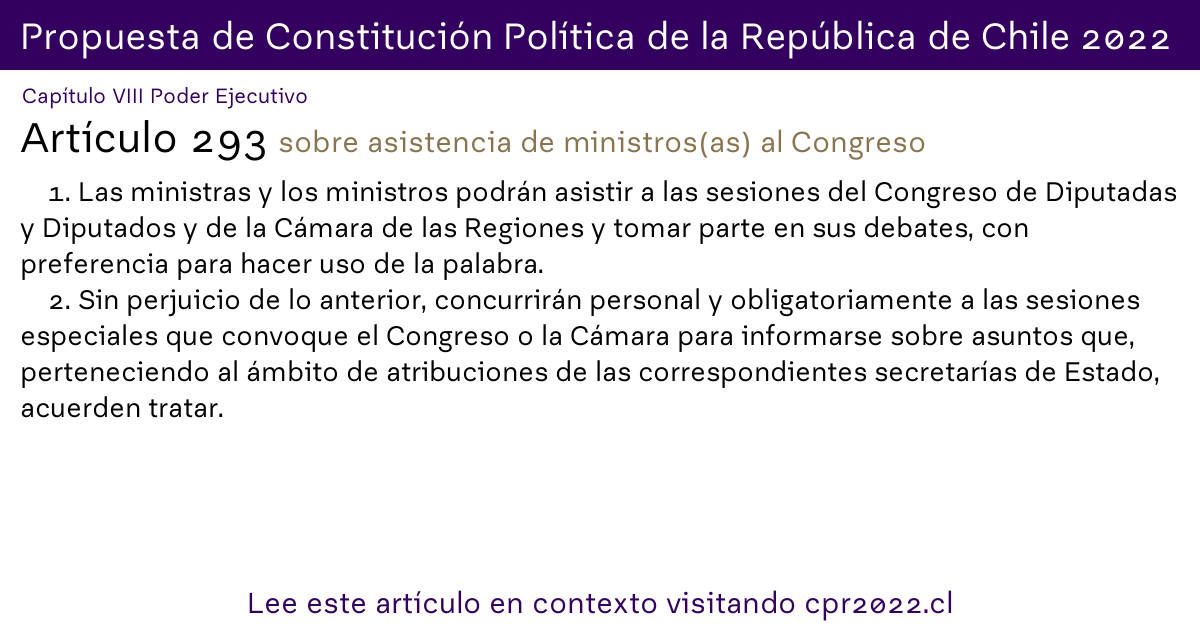 Propuesta de Constitución Política de la República de Chile 2022
Capítulo VIII Poder Ejecutivo
Artículo 293 sobre asistencia de ministros(as) al Congreso
1. Las ministras y los ministros podrán asistir a las sesiones del Congreso de Diputadas
y Diputados y de la Cámara de las Regiones y tomar parte en sus debates, con
preferencia para hacer uso de la palabra.
2. Sin perjuicio de lo anterior, concurrirán personal y obligatoriamente a las sesiones
especiales que convoque el Congreso o la Cámara para informarse sobre asuntos que,
perteneciendo al ámbito de atribuciones de las correspondientes secretarías de Estado,
acuerden tratar.
Lee este artículo en contexto visitando cpr2022.cl